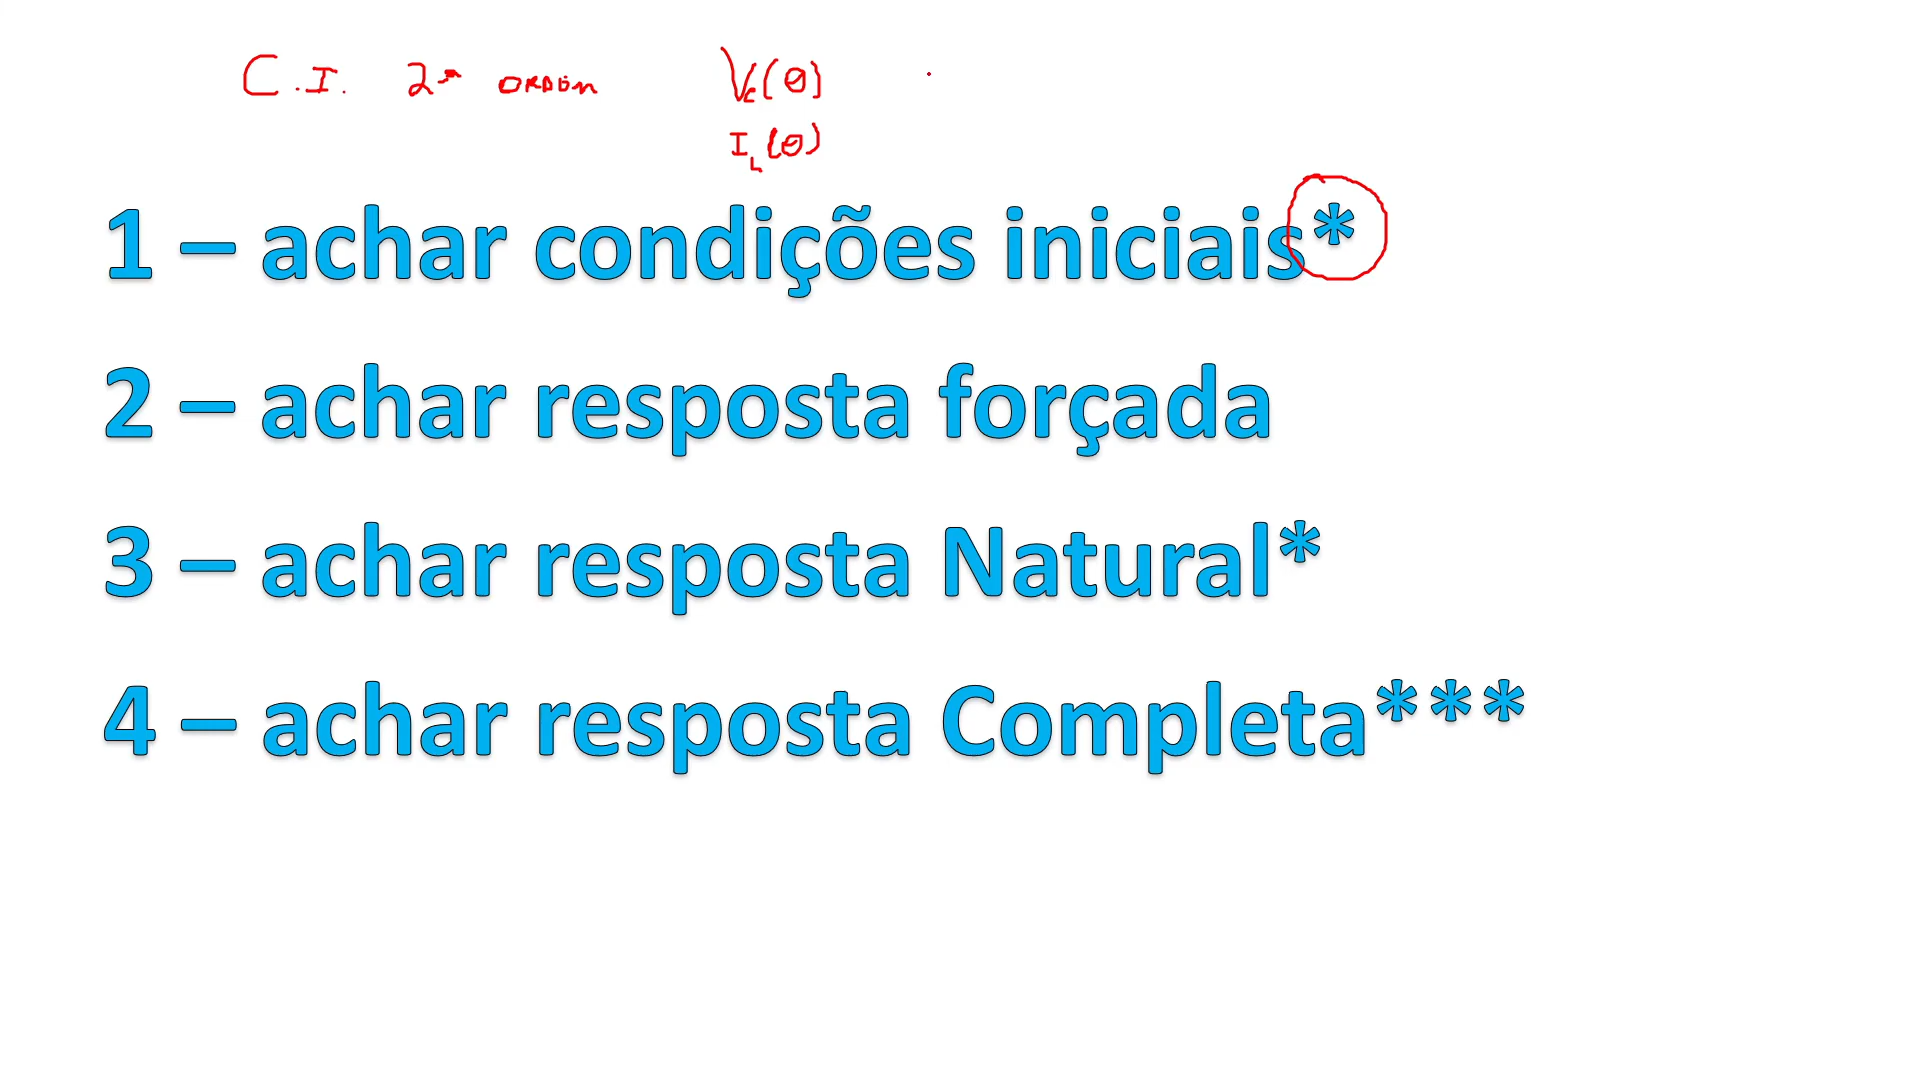 C.I. 2ª ORDEM Vc(0)
IL(0)
1 – achar condições iniciais*
2 – achar resposta forçada
3 – achar resposta Natural*
4 – achar resposta Completa***